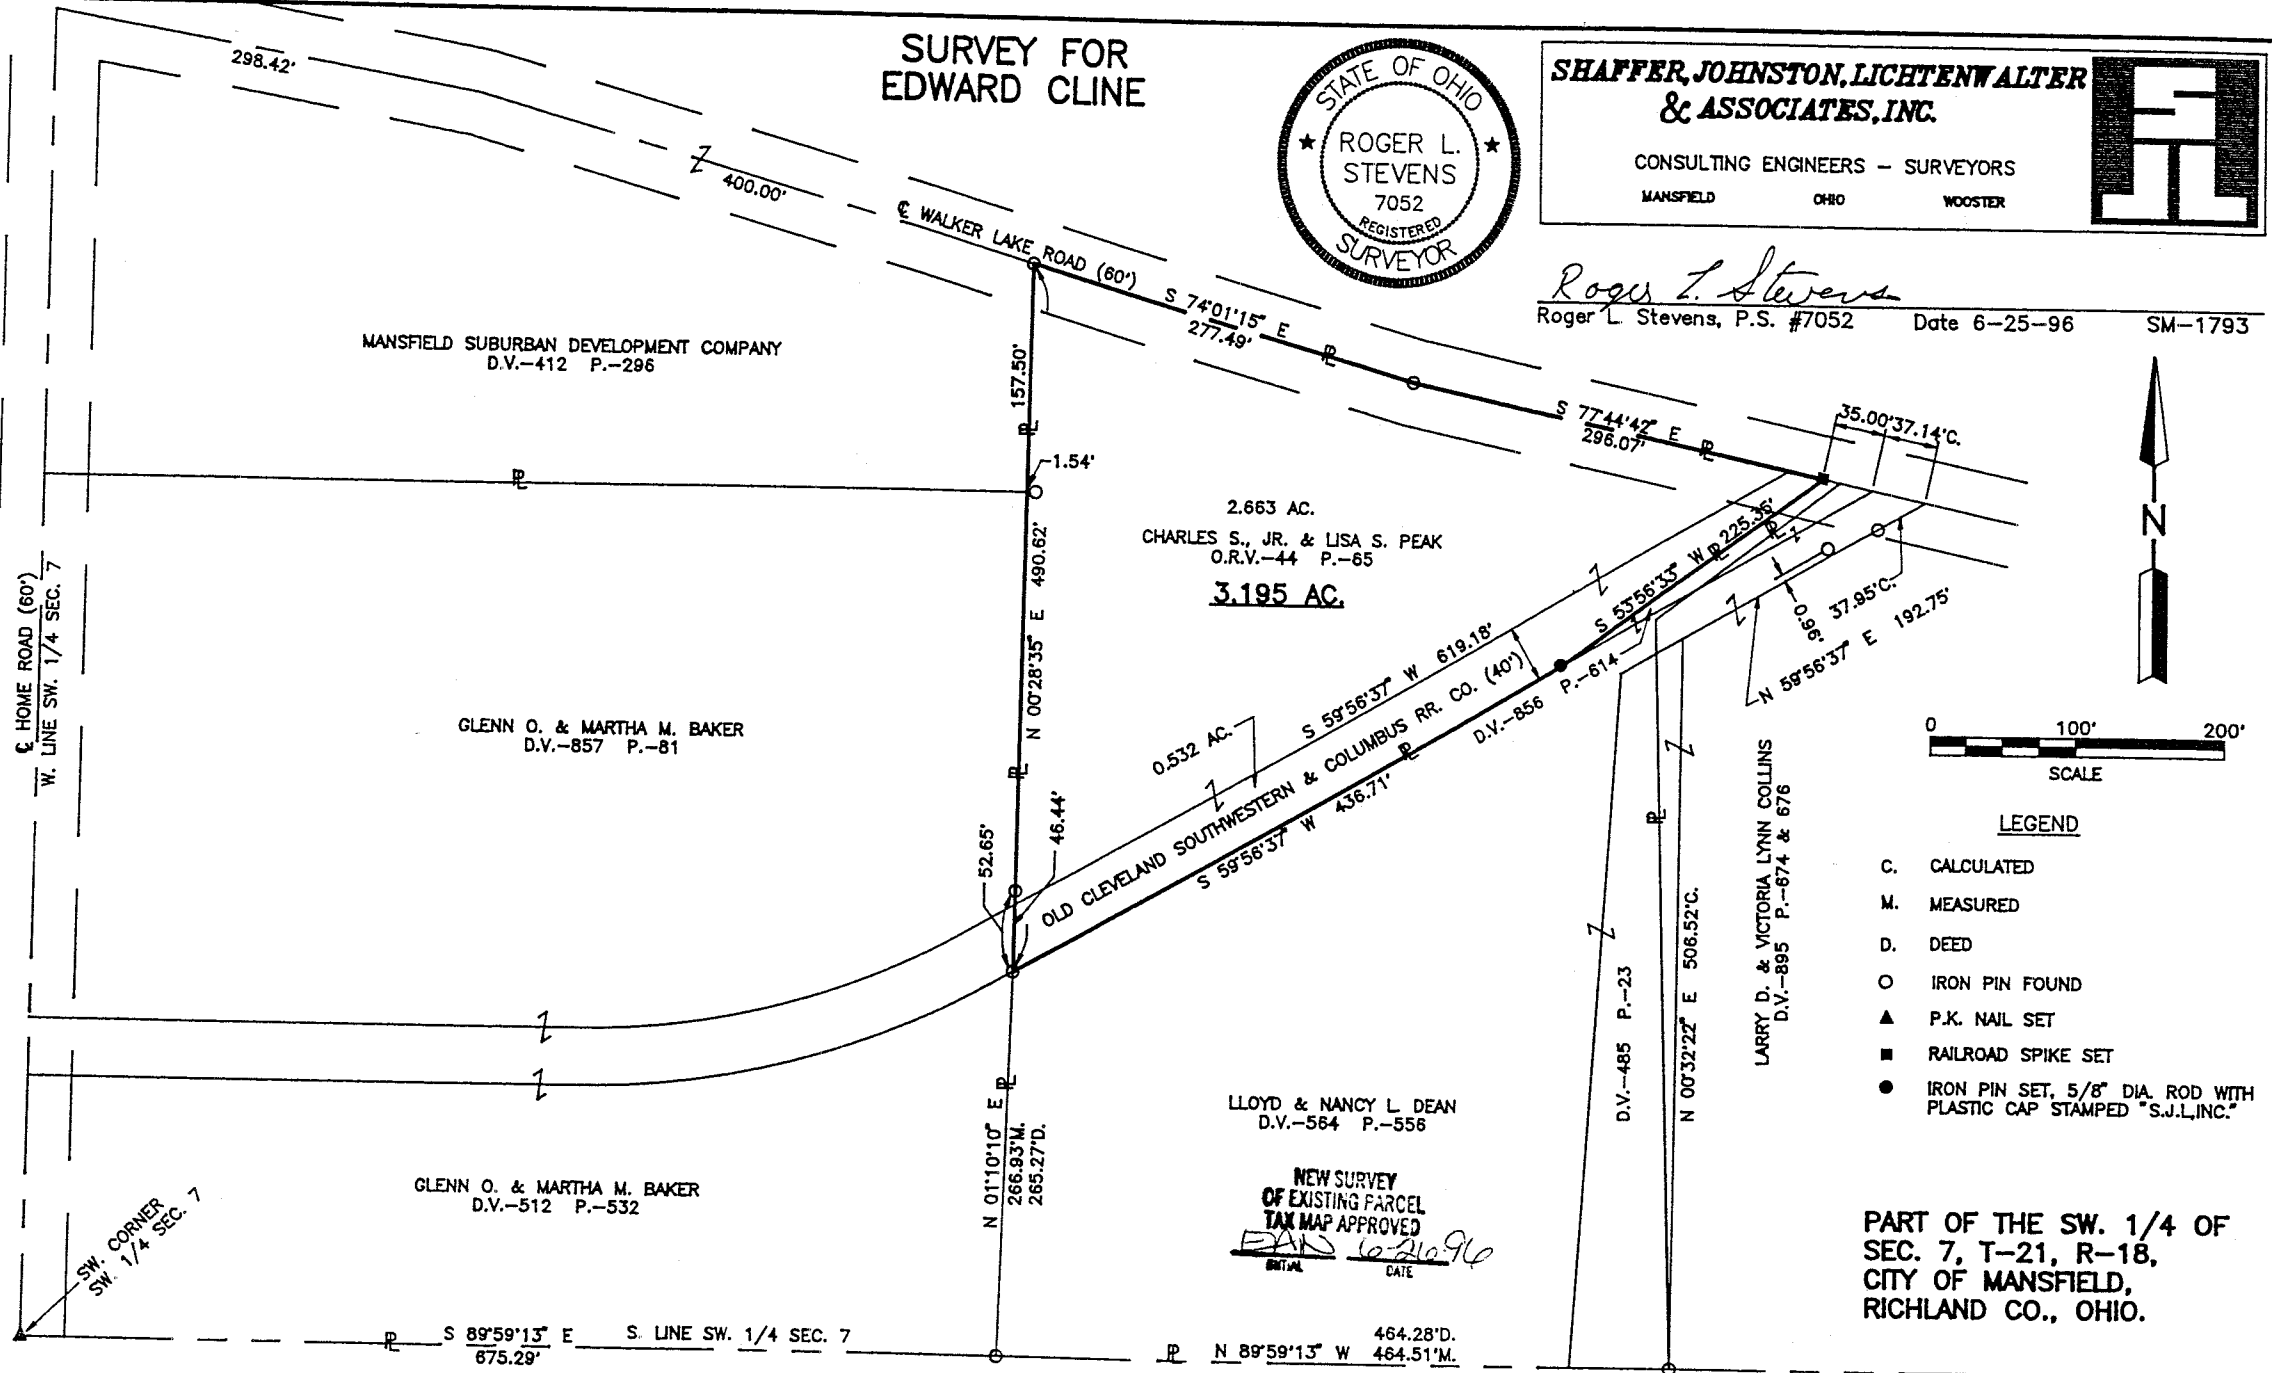 SURVEY FOR
EDWARD CLINE
STATE OF OHIO
ROGER L.
STEVENS
7052
REGISTERED
SURVEYOR
SHAFFER, JOHNSTON, LICHTENWALTER
& ASSOCIATES, INC.
CONSULTING ENGINEERS – SURVEYORS
MANSFIELD OHIO WOOSTER
SJL
Roger L. Stevens
Roger L. Stevens, P.S. #7052 Date 6-25-96 SM-1793
298.42'
400.00'
℄ WALKER LAKE ROAD (60')
S 74°01'15" E
277.49'
S 77°44'42" E
296.07'
35.00' 37.14'C.
MANSFIELD SUBURBAN DEVELOPMENT COMPANY
D.V.-412 P.-296
157.50'
1.54'
N 00°28'35" E 490.62'
2.663 AC.
CHARLES S., JR. & LISA S. PEAK
O.R.V.-44 P.-65
3.195 AC.
S 53°56'33" W 225.35'
0.96'
37.95'C.
N 59°56'37" E 192.75'
N
0 100' 200'
SCALE
℄ HOME ROAD (60')
W. LINE SW. 1/4 SEC. 7
GLENN O. & MARTHA M. BAKER
D.V.-857 P.-81
0.532 AC.
S 59°56'37" W 619.18'
OLD CLEVELAND SOUTHWESTERN & COLUMBUS RR. CO. (40')
S 59°56'37" W 436.71'
D.V.-856 P.-614
52.65'
46.44'
D.V.-485 P.-23
N 00°32'22" E 506.52'C.
LARRY D. & VICTORIA LYNN COLLINS
D.V.-895 P.-674 & 676
LEGEND
C. CALCULATED
M. MEASURED
D. DEED
IRON PIN FOUND
P.K. NAIL SET
RAILROAD SPIKE SET
IRON PIN SET, 5/8" DIA. ROD WITH
PLASTIC CAP STAMPED "S.J.L,INC."
N 01°10'10" E
266.93'M.
265.27'D.
LLOYD & NANCY L. DEAN
D.V.-564 P.-556
GLENN O. & MARTHA M. BAKER
D.V.-512 P.-532
NEW SURVEY
OF EXISTING PARCEL
TAX MAP APPROVED
6-26-96
INITIAL DATE
SW. CORNER
SW. 1/4 SEC. 7
S 89°59'13" E S. LINE SW. 1/4 SEC. 7
675.29'
464.28'D.
N 89°59'13" W 464.51'M.
PART OF THE SW. 1/4 OF
SEC. 7, T-21, R-18,
CITY OF MANSFIELD,
RICHLAND CO., OHIO.